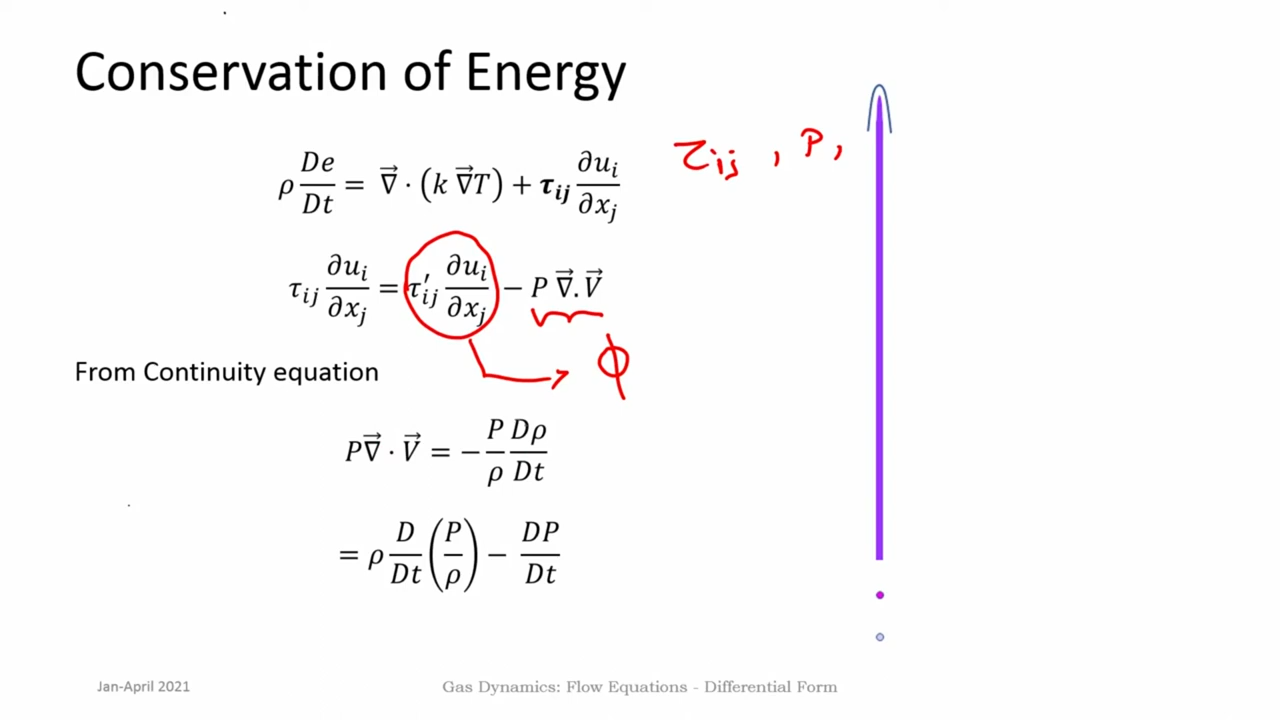 Conservation of Energy
τij , P,
ρ De/Dt = ∇⃗ · (k ∇⃗T) + τij ∂ui/∂xj
τij ∂ui/∂xj = τ′ij ∂ui/∂xj − P ∇⃗.V⃗
ϕ
From Continuity equation
P∇⃗ · V⃗ = − P/ρ Dρ/Dt
= ρ D/Dt (P/ρ) − DP/Dt
Jan-April 2021
Gas Dynamics: Flow Equations - Differential Form